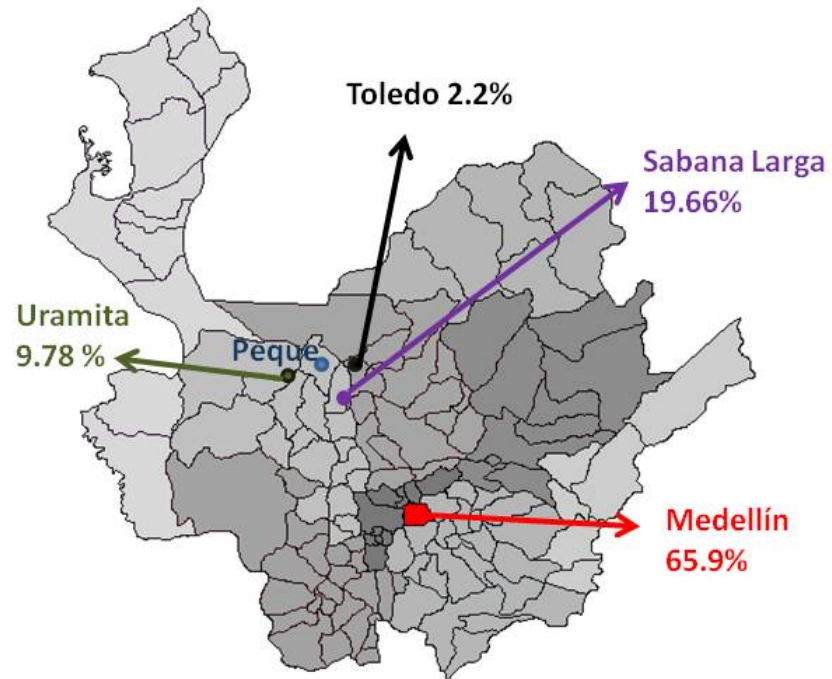 Toledo 2.2%
Sabana Larga
19.66%
Uramita
9.78 %
Peque
Medellín
65.9%